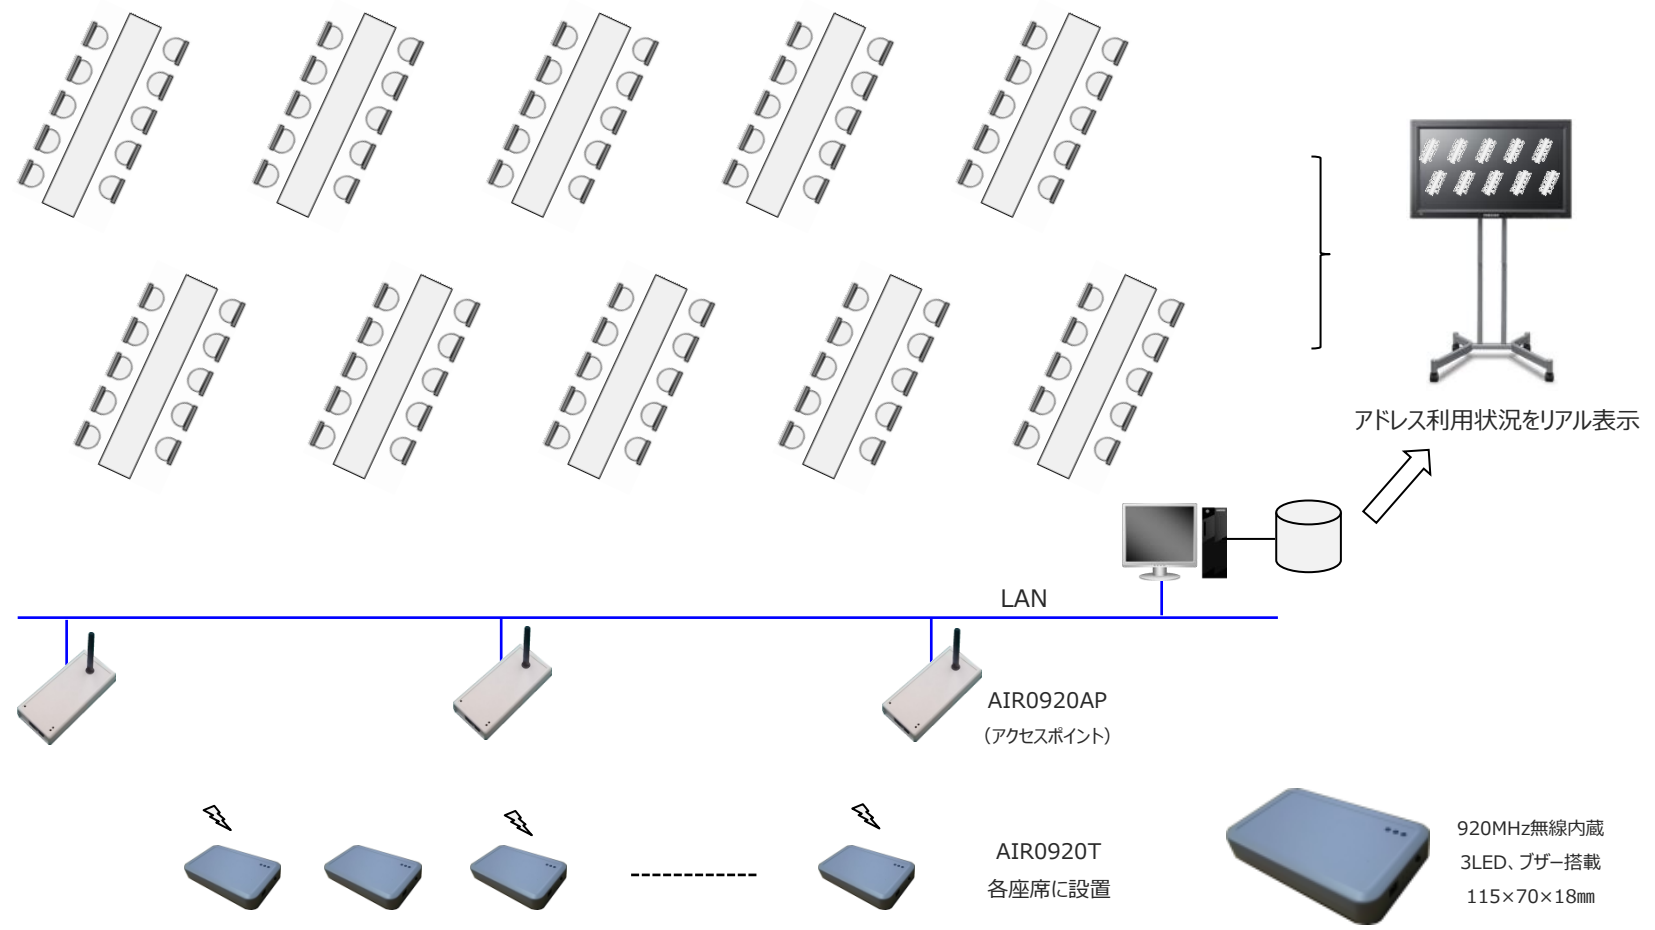 アドレス利用状況をリアル表示
LAN
AIR0920AP
（アクセスポイント）
AIR0920T
各座席に設置
920MHz無線内蔵
3LED、ブザー搭載
115×70×18㎜